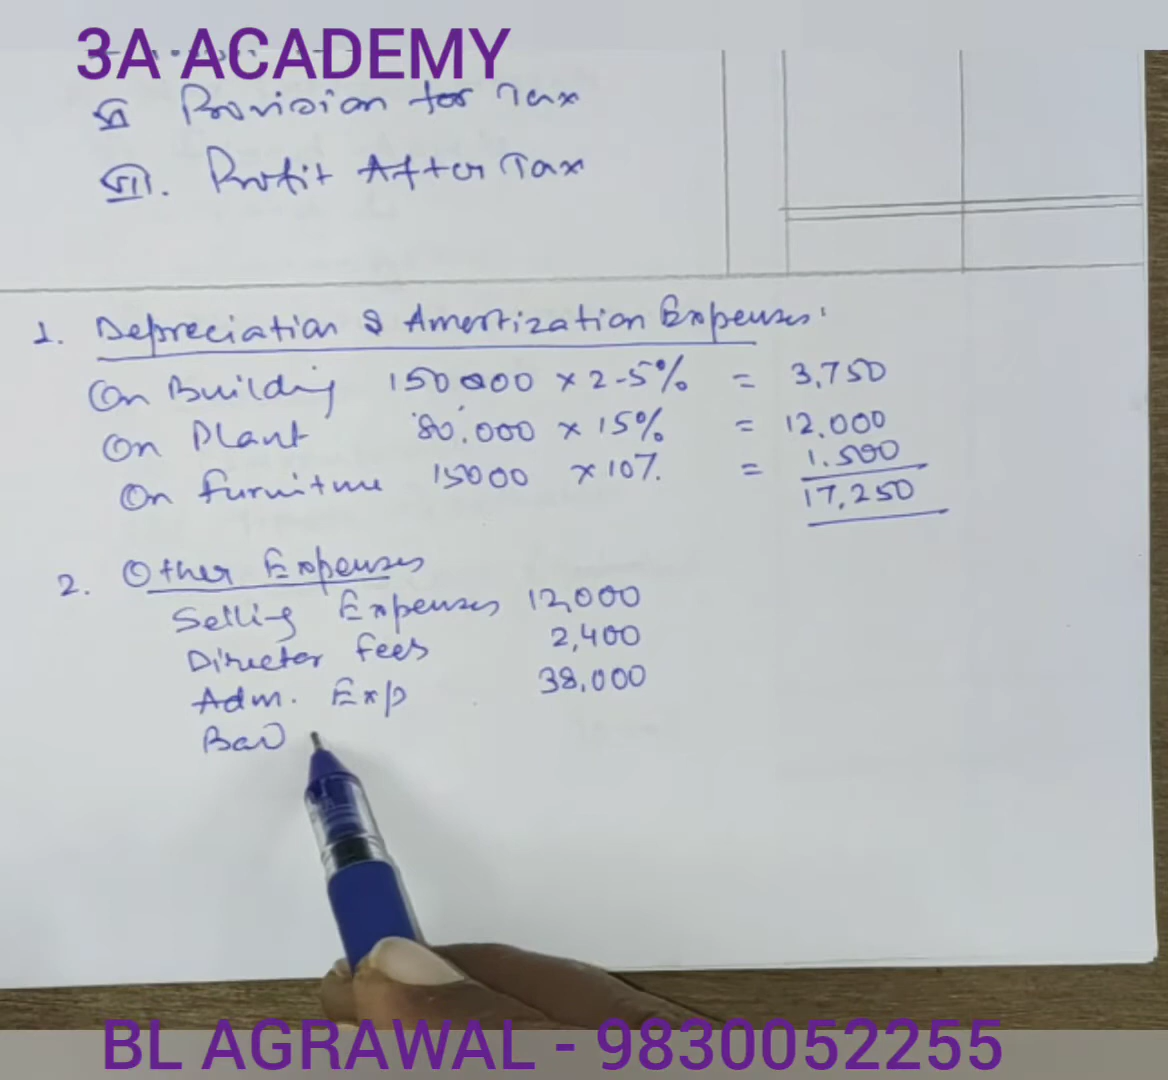 3A ACADEMY
VI Provision for Tax
VII. Profit After Tax
1. Depreciation & Amortization Expenses:
On Building 150000 × 2.5% = 3,750
On Plant 80,000 × 15% = 12,000
On furniture 15000 × 10% = 1,500
17,250
2. Other Expenses
Selling Expenses 12,000
Director fees 2,400
Adm. Exp 38,000
Bad
BL AGRAWAL - 9830052255